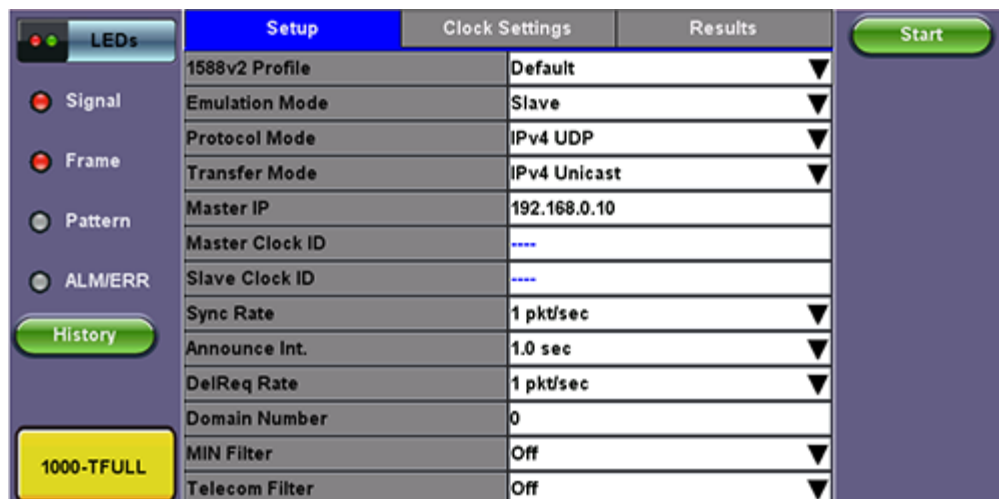 LEDs
Signal
Frame
Pattern
ALM/ERR
History
1000-TFULL
Setup Clock Settings Results
1588v2 Profile Default
Emulation Mode Slave
Protocol Mode IPv4 UDP
Transfer Mode IPv4 Unicast
Master IP 192.168.0.10
Master Clock ID ----
Slave Clock ID ----
Sync Rate 1 pkt/sec
Announce Int. 1.0 sec
DelReq Rate 1 pkt/sec
Domain Number 0
MIN Filter Off
Telecom Filter Off
Start